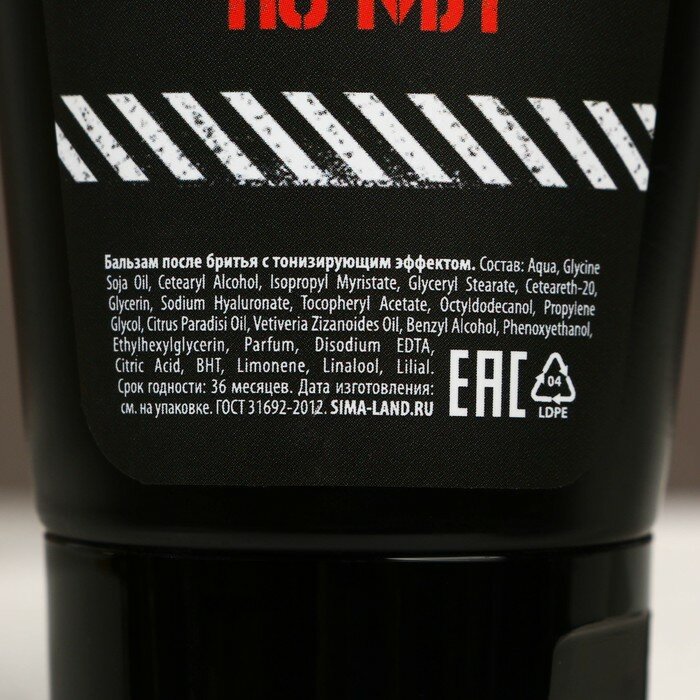 Бальзам после бритья с тонизирующим эффектом. Состав: Aqua, Glycine
Soja Oil, Cetearyl Alcohol, Isopropyl Myristate, Glyceryl Stearate, Ceteareth-20,
Glycerin, Sodium Hyaluronate, Tocopheryl Acetate, Octyldodecanol, Propylene
Glycol, Citrus Paradisi Oil, Vetiveria Zizanoides Oil, Benzyl Alcohol, Phenoxyethanol,
Ethylhexylglycerin, Parfum, Disodium EDTA,
Citric Acid, BHT, Limonene, Linalool, Lilial.
Срок годности: 36 месяцев. Дата изготовления:
см. на упаковке. ГОСТ 31692-2012. SIMA-LAND.RU
EAC
04
LDPE